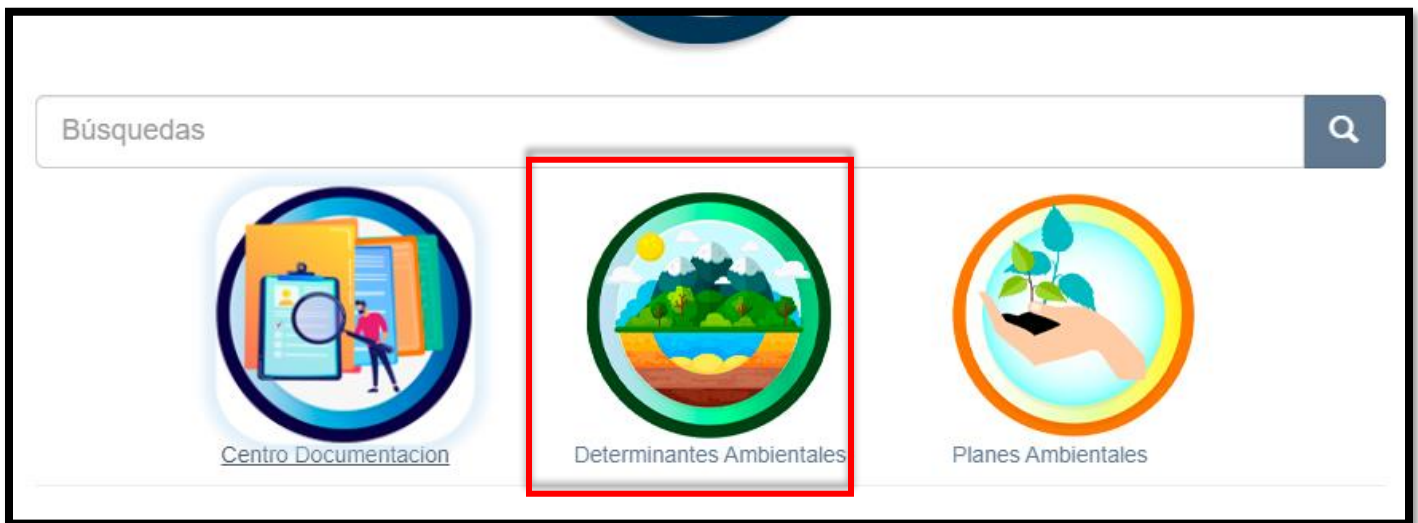 Búsquedas
Centro Documentacion
Determinantes Ambientales
Planes Ambientales